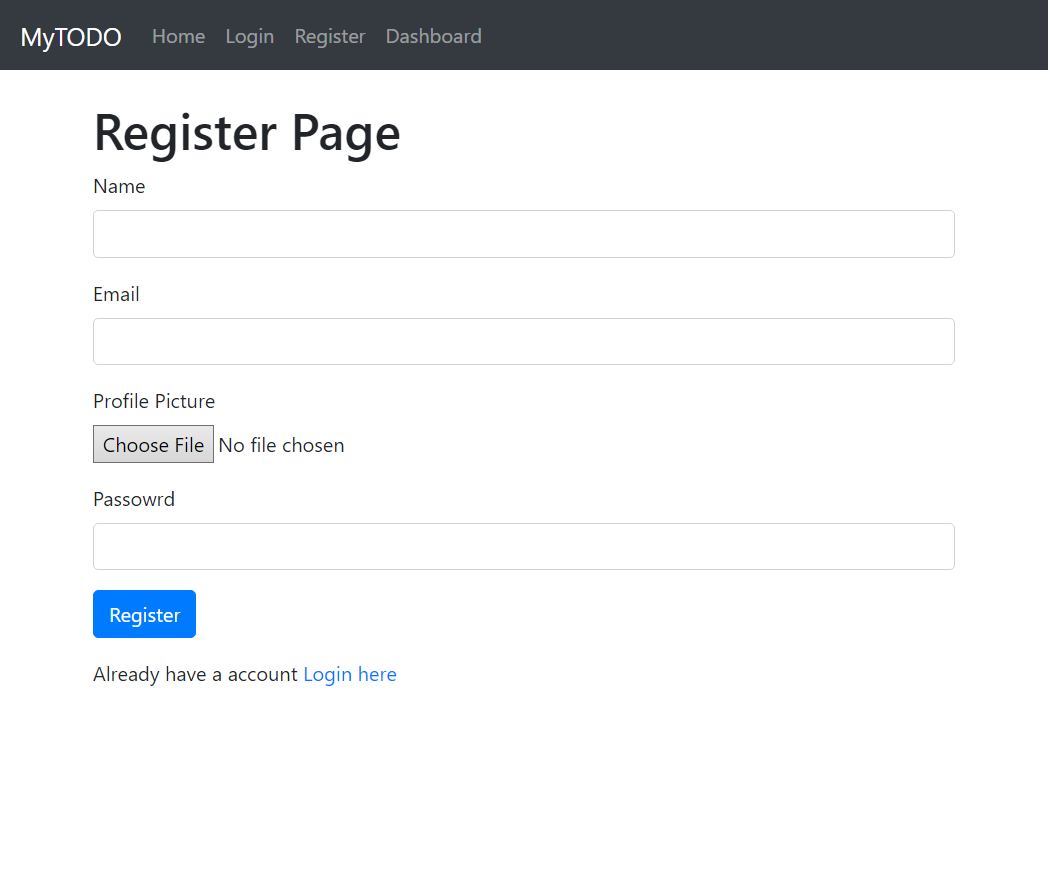 MyTODO Home Login Register Dashboard
Register Page
Name
Email
Profile Picture
Choose File No file chosen
Passowrd
Register
Already have a account Login here